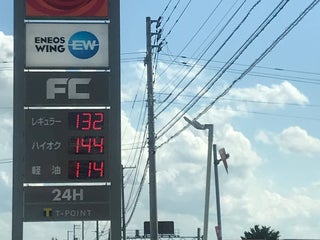 ENEOS
WING EW
FC
レギュラー 132
ハイオク 144
軽油 114
24H
T T-POINT